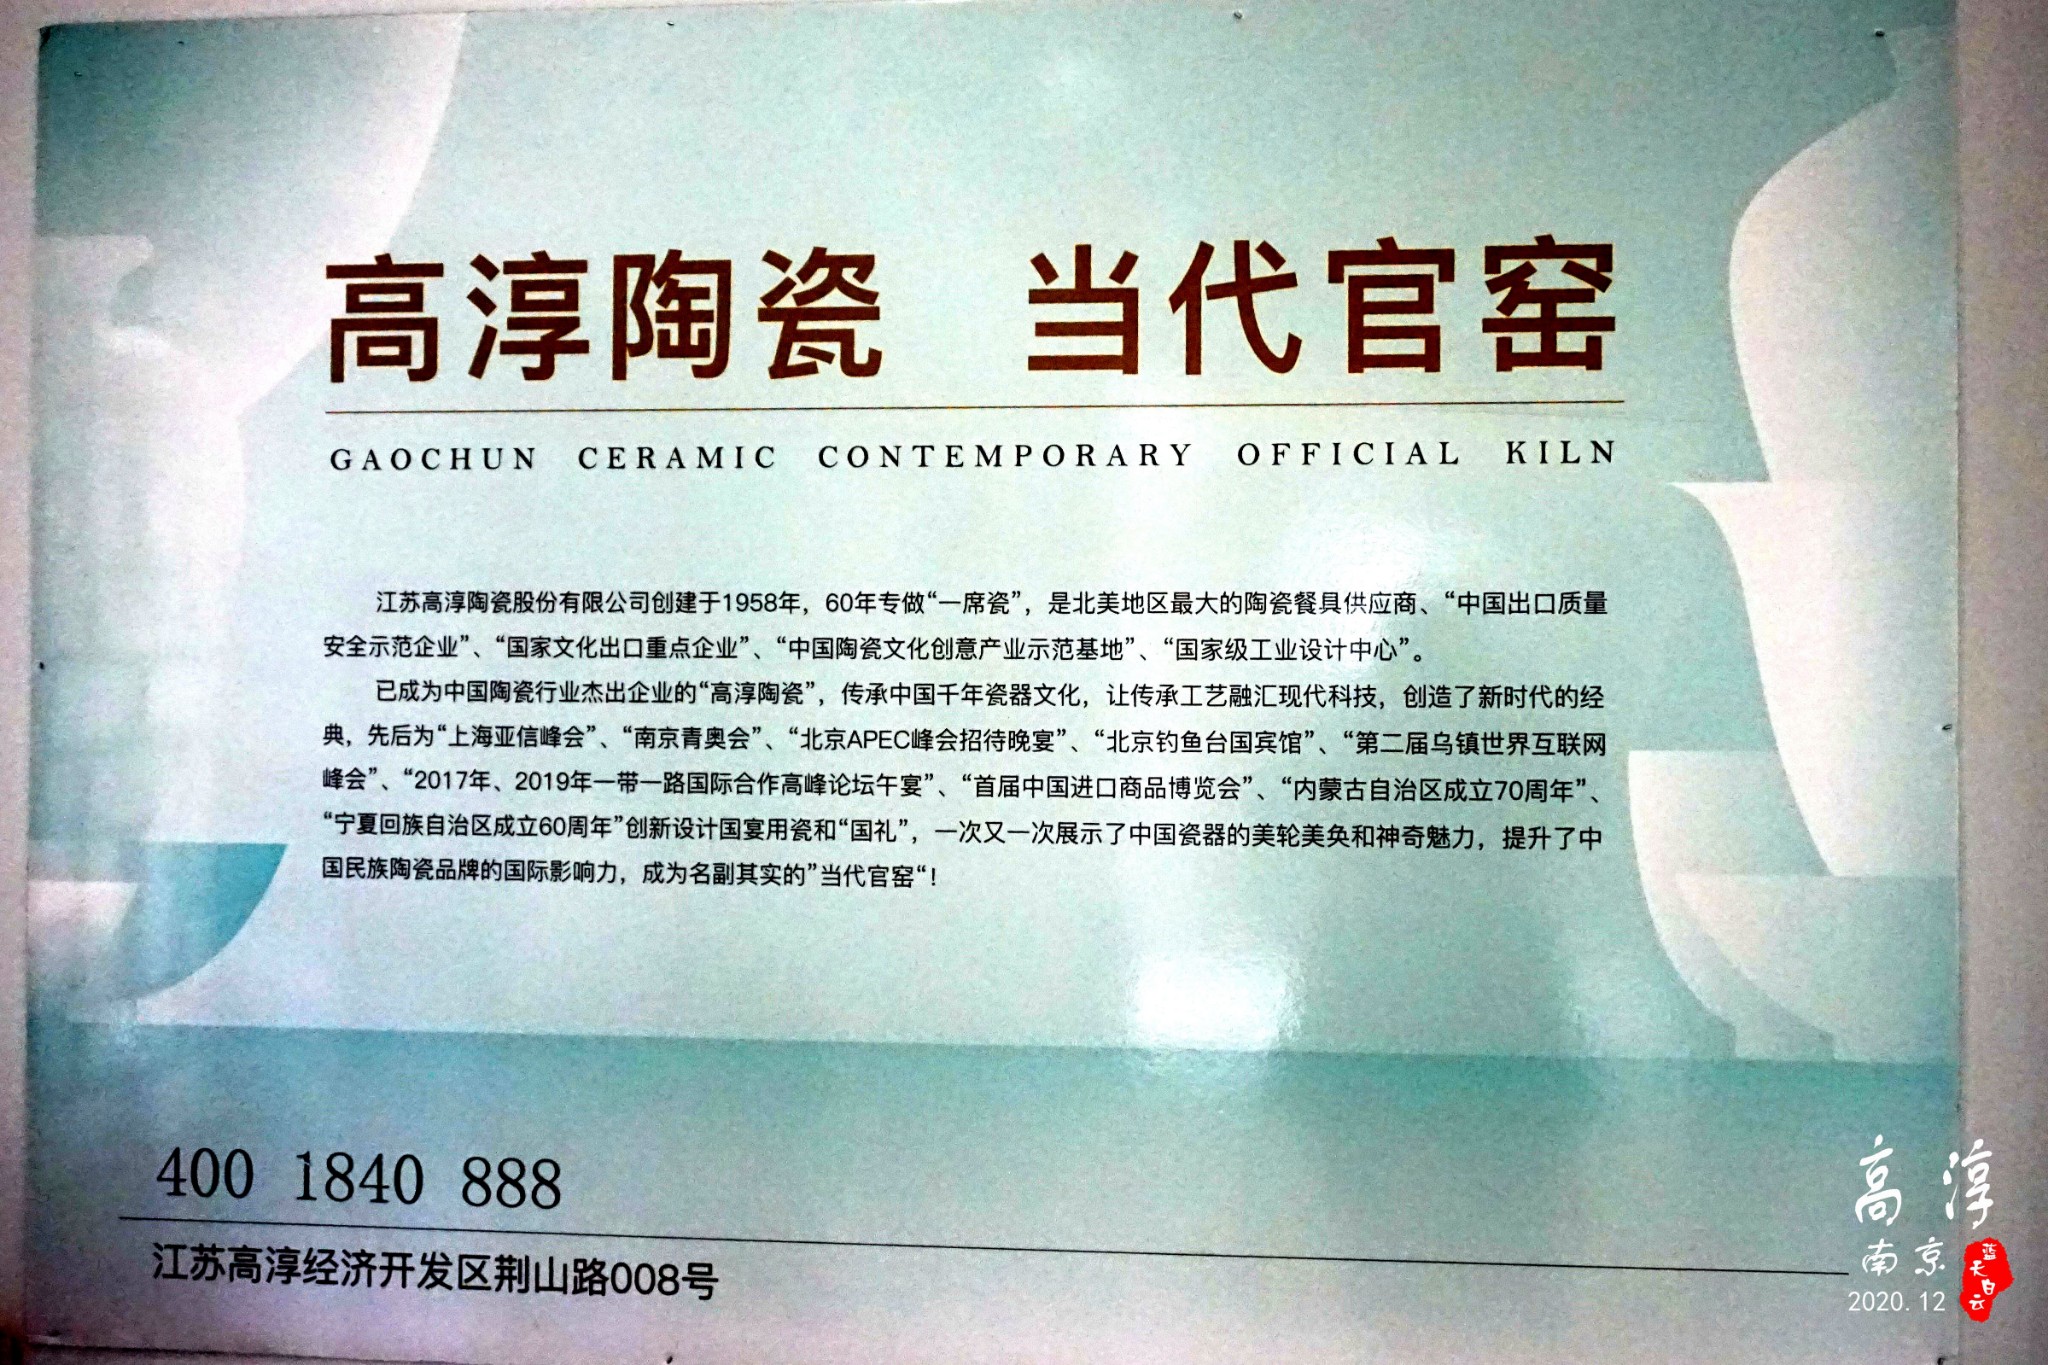 高淳陶瓷 当代官窑
GAOCHUN CERAMIC CONTEMPORARY OFFICIAL KILN
江苏高淳陶瓷股份有限公司创建于1958年，60年专做“一席瓷”，是北美地区最大的陶瓷餐具供应商、“中国出口质量
安全示范企业”、“国家文化出口重点企业”、“中国陶瓷文化创意产业示范基地”、“国家级工业设计中心”。
已成为中国陶瓷行业杰出企业的“高淳陶瓷”，传承中国千年瓷器文化，让传承工艺融汇现代科技，创造了新时代的经
典，先后为“上海亚信峰会”、“南京青奥会”、“北京APEC峰会招待晚宴”、“北京钓鱼台国宾馆”、“第二届乌镇世界互联网
峰会”、“2017年、2019年一带一路国际合作高峰论坛午宴”、“首届中国进口商品博览会”、“内蒙古自治区成立70周年”、
“宁夏回族自治区成立60周年”创新设计国宴用瓷和“国礼”，一次又一次展示了中国瓷器的美轮美奂和神奇魅力，提升了中
国民族陶瓷品牌的国际影响力，成为名副其实的”当代官窑“！
400 1840 888
江苏高淳经济开发区荆山路008号
高淳
南京
2020.12
蓝天白云